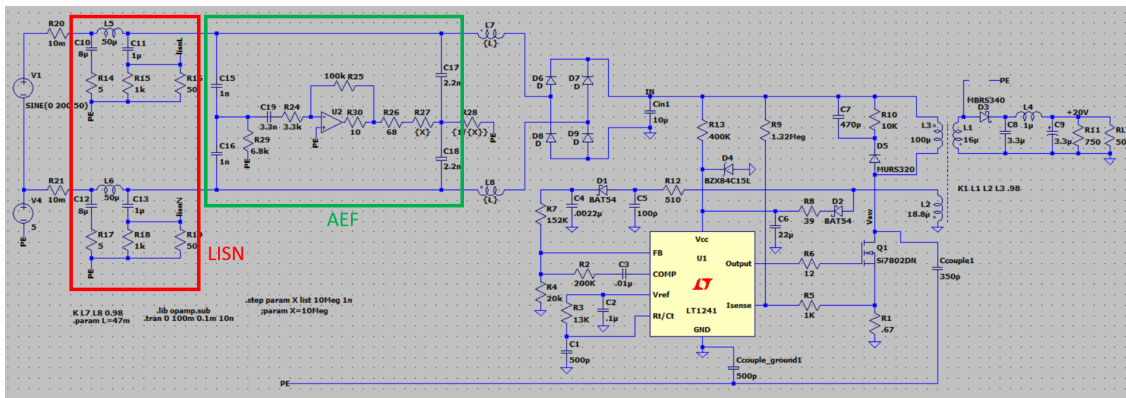 R20
10m
L5
50µ
C10
8µ
C11
1µ
lisnL
R14
5
R15
1k
R16
50
PE
V1
SINE(0 200 50)
R21
10m
V4
5
PE
L6
50µ
C12
8µ
C13
1µ
lisnN
R17
5
R18
1k
R19
50
PE
LISN
C15
1n
C16
1n
C19
3.3n
R24
3.3k
100k R25
U2
R30
10
R26
68
R27
{X}
R29
6.8k
PE
PE
C17
2.2n
C18
2.2n
R28
{1/{X}}
PE
AEF
L7
{L}
L8
{L}
D6
D
D7
D
D8
D
D9
D
IN
Cin1
10µ
R13
400K
R9
1.32Meg
C7
470p
R10
10K
D5
MURS320
L3
100µ
L1
16µ
PE
MBRS340
D3
L4
1µ
+20V
C8
3.3µ
C9
3.3µ
R11
750
RL
50
K1 L1 L2 L3 .98
D4
BZX84C15L
D1
BAT54
R12
510
R7
152K
C4
.0022µ
C5
100p
R8
39
D2
BAT54
C6
22µ
L2
18.8µ
Vsw
Vcc
U1
FB
COMP
Vref
Rt/Ct
Output
Isense
LT1241
GND
R2
200K
C3
.01µ
R4
20k
R3
13K
C2
.1µ
C1
500p
R6
12
R5
1K
Q1
Si7802DN
R1
.67
Ccouple1
350p
Ccouple_ground1
500p
PE
K L7 L8 0.98
.param L=47m
.lib opamp.sub
.tran 0 100m 0.1m 10n
.step param X list 10Meg 1n
;param X=10Meg